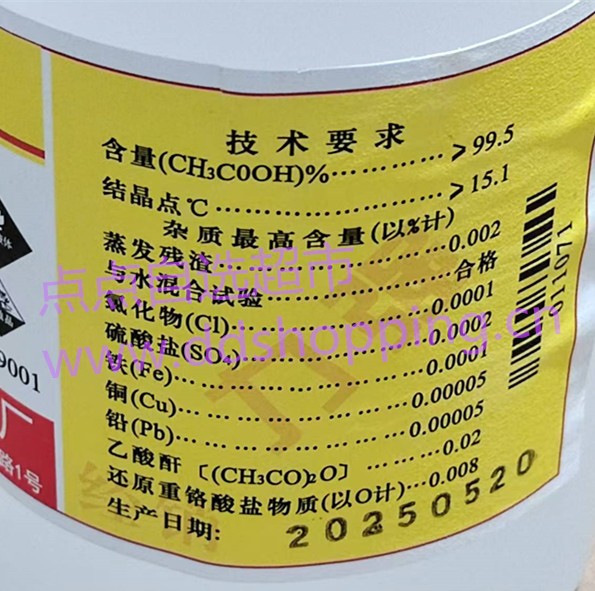 技术要求
含量(CH₃C0OH)%…………≥99.5
结晶点℃…………≥15.1
杂质最高含量(以%计)
蒸发残渣…………0.002
与水混合试验…………合格
氯化物(Cl)…………0.0001
硫酸盐(SO₄)…………0.0002
铁(Fe)…………0.0001
铜(Cu)…………0.00005
铅(Pb)…………0.00005
乙酸酐〔(CH₃CO)₂O〕……0.02
还原重铬酸盐物质(以O计)…0.008
生产日期: 20250520
点点自选超市
www.ddshopping.cn
011071
9001
厂
路1号